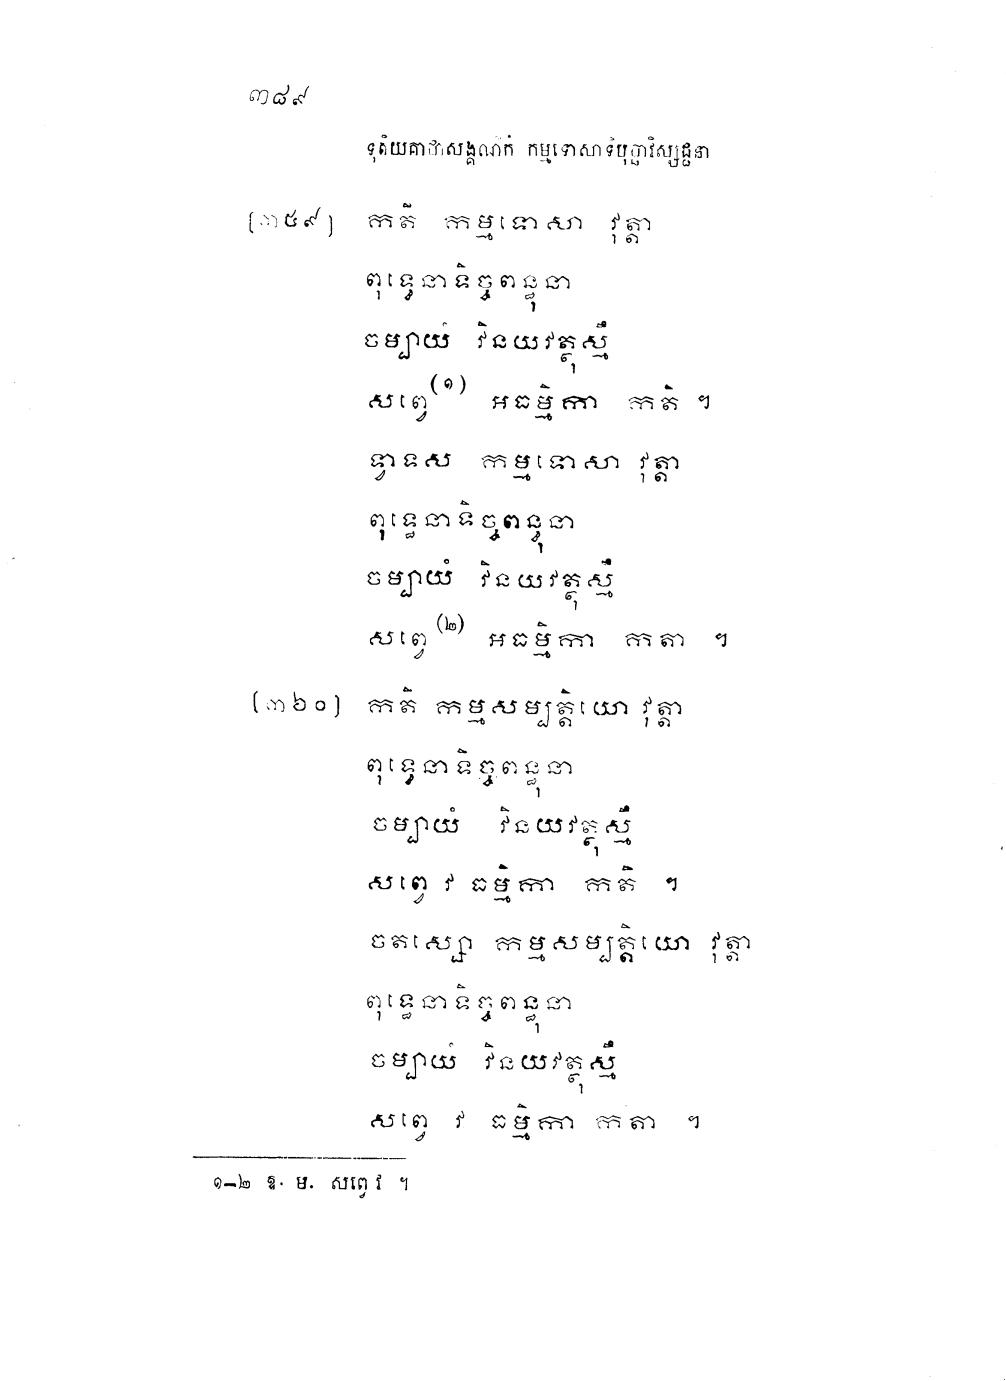 ៣៨៩
ទុតិយគាថាសង្គណិកំ កម្មទោសាទិបុច្ឆាវិស្សជ្ជនា
[៣៥៩] កតិ កម្មទោសា វុត្តា
ពុទ្ធេនាទិច្ចពន្ធុនា
ចម្បាយំ វិនយវត្ថុស្មឹ
សព្វេ(១) អធម្មិកា កតិ ។
ទ្វាទស កម្មទោសា វុត្តា
ពុទ្ធេនាទិច្ចពន្ធុនា
ចម្បាយំ វិនយវត្ថុស្មឹ
សព្វេ(២) អធម្មិកា កតា ។
[៣៦០] កតិ កម្មសម្បត្តិយោ វុត្តា
ពុទ្ធេនាទិច្ចពន្ធុនា
ចម្បាយំ វិនយវត្ថុស្មឹ
សព្វេ វ ធម្មិកា កតិ ។
ចតស្សោ កម្មសម្បត្តិយោ វុត្តា
ពុទ្ធេនាទិច្ចពន្ធុនា
ចម្បាយំ វិនយវត្ថុស្មឹ
សព្វេ វ ធម្មិកា កតា ។
១–២ ឱ. ម. សព្វេវ ។